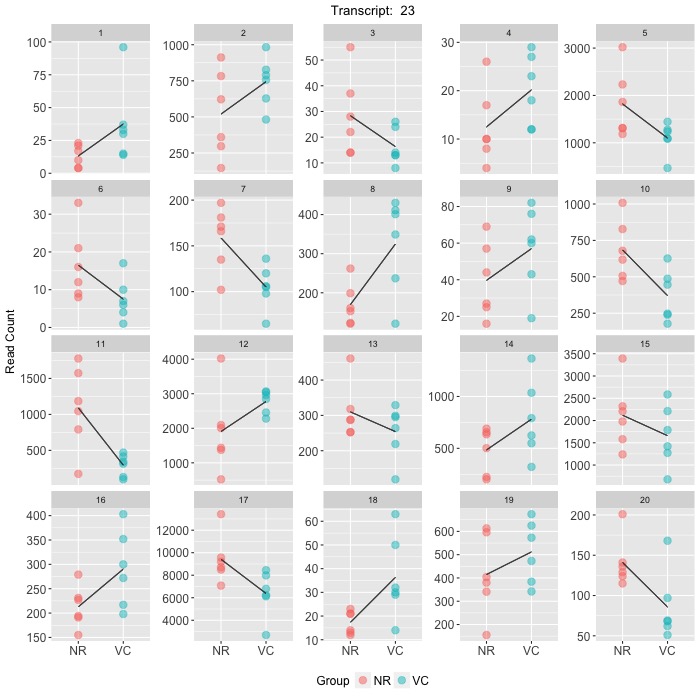 Transcript: 23
1 2 3 4 5
100 75 50 25 0
1000 750 500 250
50 40 30 20 10
30 20 10
3000 2000 1000
6 7 8 9 10
30 20 10 0
200 150 100
400 300 200
80 60 40 20
1000 750 500 250
Read Count
11 12 13 14 15
1500 1000 500
4000 3000 2000 1000
400 300 200
1000 500
3500 3000 2500 2000 1500 1000
16 17 18 19 20
400 350 300 250 200 150
12000 10000 8000 6000 4000
60 50 40 30 20 10
600 500 400 300 200
200 150 100 50
NR VC NR VC NR VC NR VC NR VC
Group NR VC